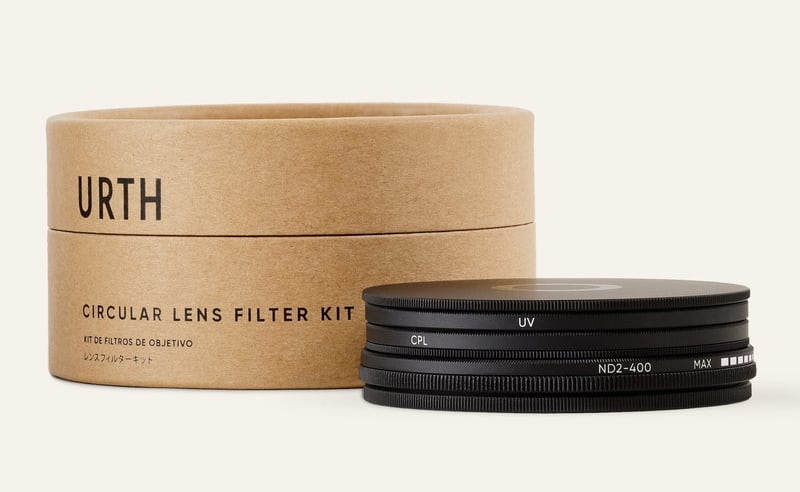 URTH
CIRCULAR LENS FILTER KIT
KIT DE FILTROS DE OBJETIVO
レンズフィルターキット
UV
CPL
ND2-400 MAX